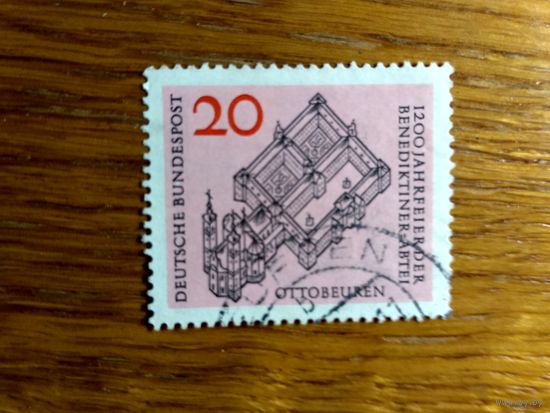 DEUTSCHE BUNDESPOST
20
1200 JAHRFEIER DER
BENEDIKTINER-ABTEI
OTTOBEUREN